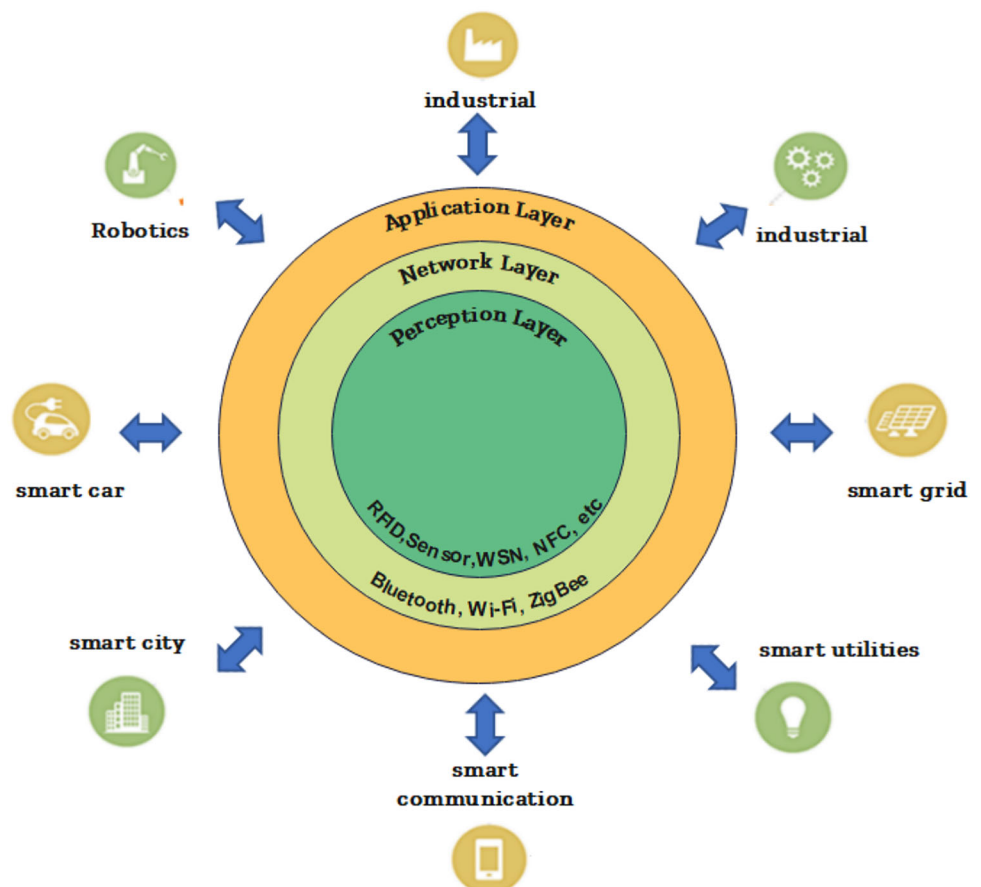 industrial
Robotics
industrial
Application Layer
Network Layer
Perception Layer
smart car
smart grid
RFID,Sensor,WSN, NFC, etc
Bluetooth, Wi-Fi, ZigBee
smart city
smart utilities
smart
communication